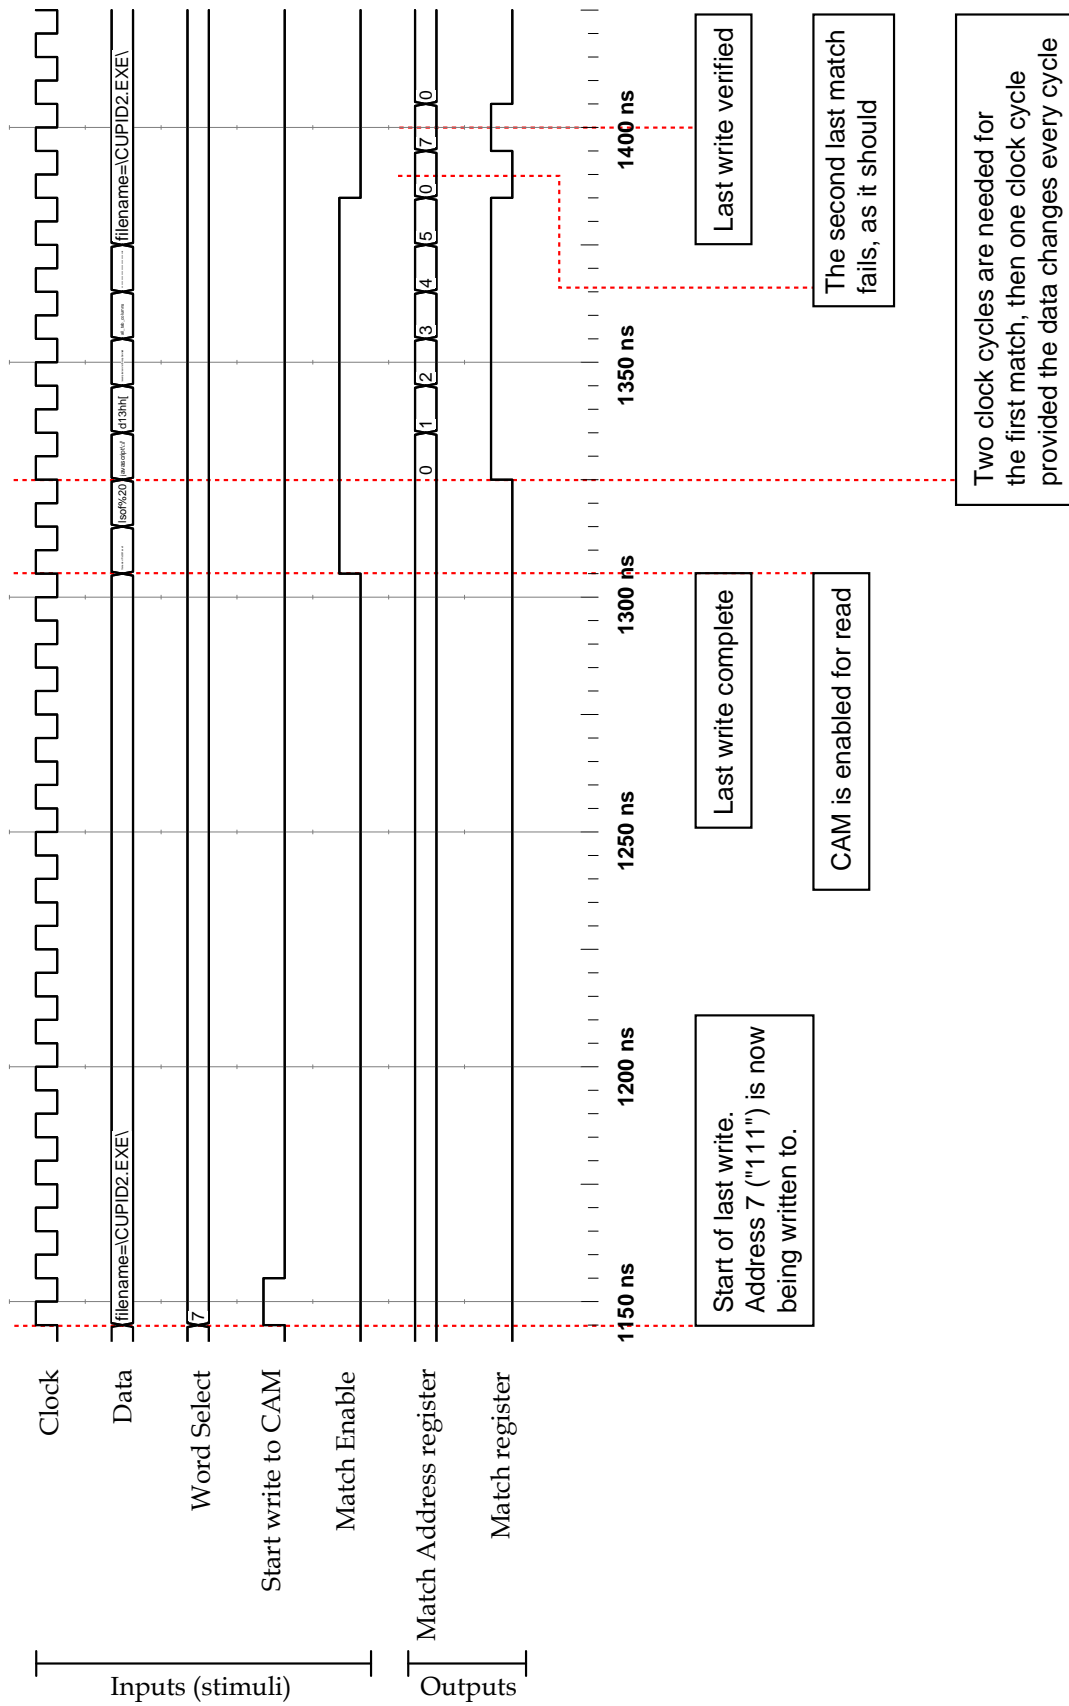 Clock
filename=\CUPID2.EXE\
lsof%20
javascript:\/
d13hh[
filename=\CUPID2.EXE\
Data
7
Word Select
Start write to CAM
Match Enable
Match Address register
0
1
2
3
4
5
0
7
0
Match register
Inputs (stimuli)
Outputs
1150 ns
1200 ns
1250 ns
1300 ns
1350 ns
1400 ns
Start of last write.
Address 7 ("111") is now
being written to.
Last write complete
CAM is enabled for read
Last write verified
The second last match
fails, as it should
Two clock cycles are needed for
the first match, then one clock cycle
provided the data changes every cycle